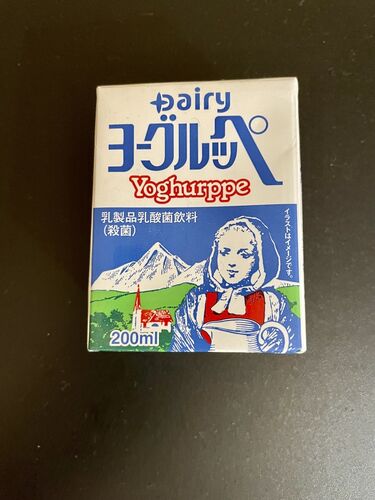 Dairy
ヨーグルッペ
Yoghurppe
乳製品乳酸菌飲料
(殺菌)
イラストはイメージです。
200ml